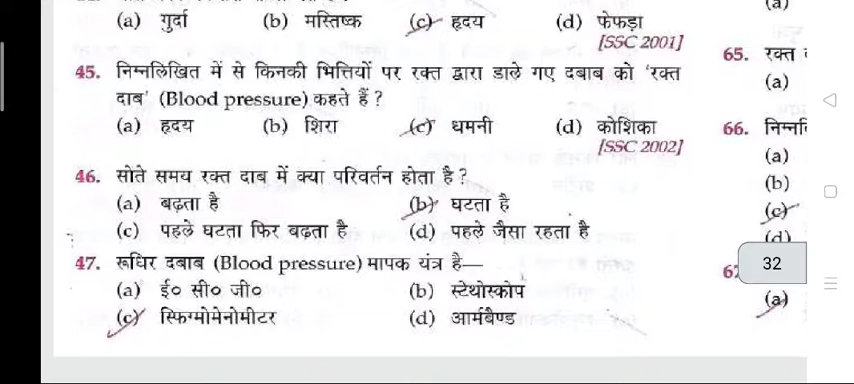 (a) गुर्दा (b) मस्तिष्क (c) हृदय (d) फेफड़ा
[SSC 2001]
45. निम्नलिखित में से किनकी भित्तियों पर रक्त द्वारा डाले गए दबाब को 'रक्त
दाब' (Blood pressure) कहते हैं ?
(a) हृदय (b) शिरा (c) धमनी (d) कोशिका
[SSC 2002]
46. सोते समय रक्त दाब में क्या परिवर्तन होता है ?
(a) बढ़ता है (b) घटता है
(c) पहले घटता फिर बढ़ता है (d) पहले जैसा रहता है
47. रूधिर दबाब (Blood pressure) मापक यंत्र है—
(a) ई० सी० जी० (b) स्टेथोस्कोप
(c) स्फिग्मोमेनोमीटर (d) आर्मबैण्ड
(a)
65. रक्त
(a)
66.
(a)
(b)
(c)
(d)
32
(a)